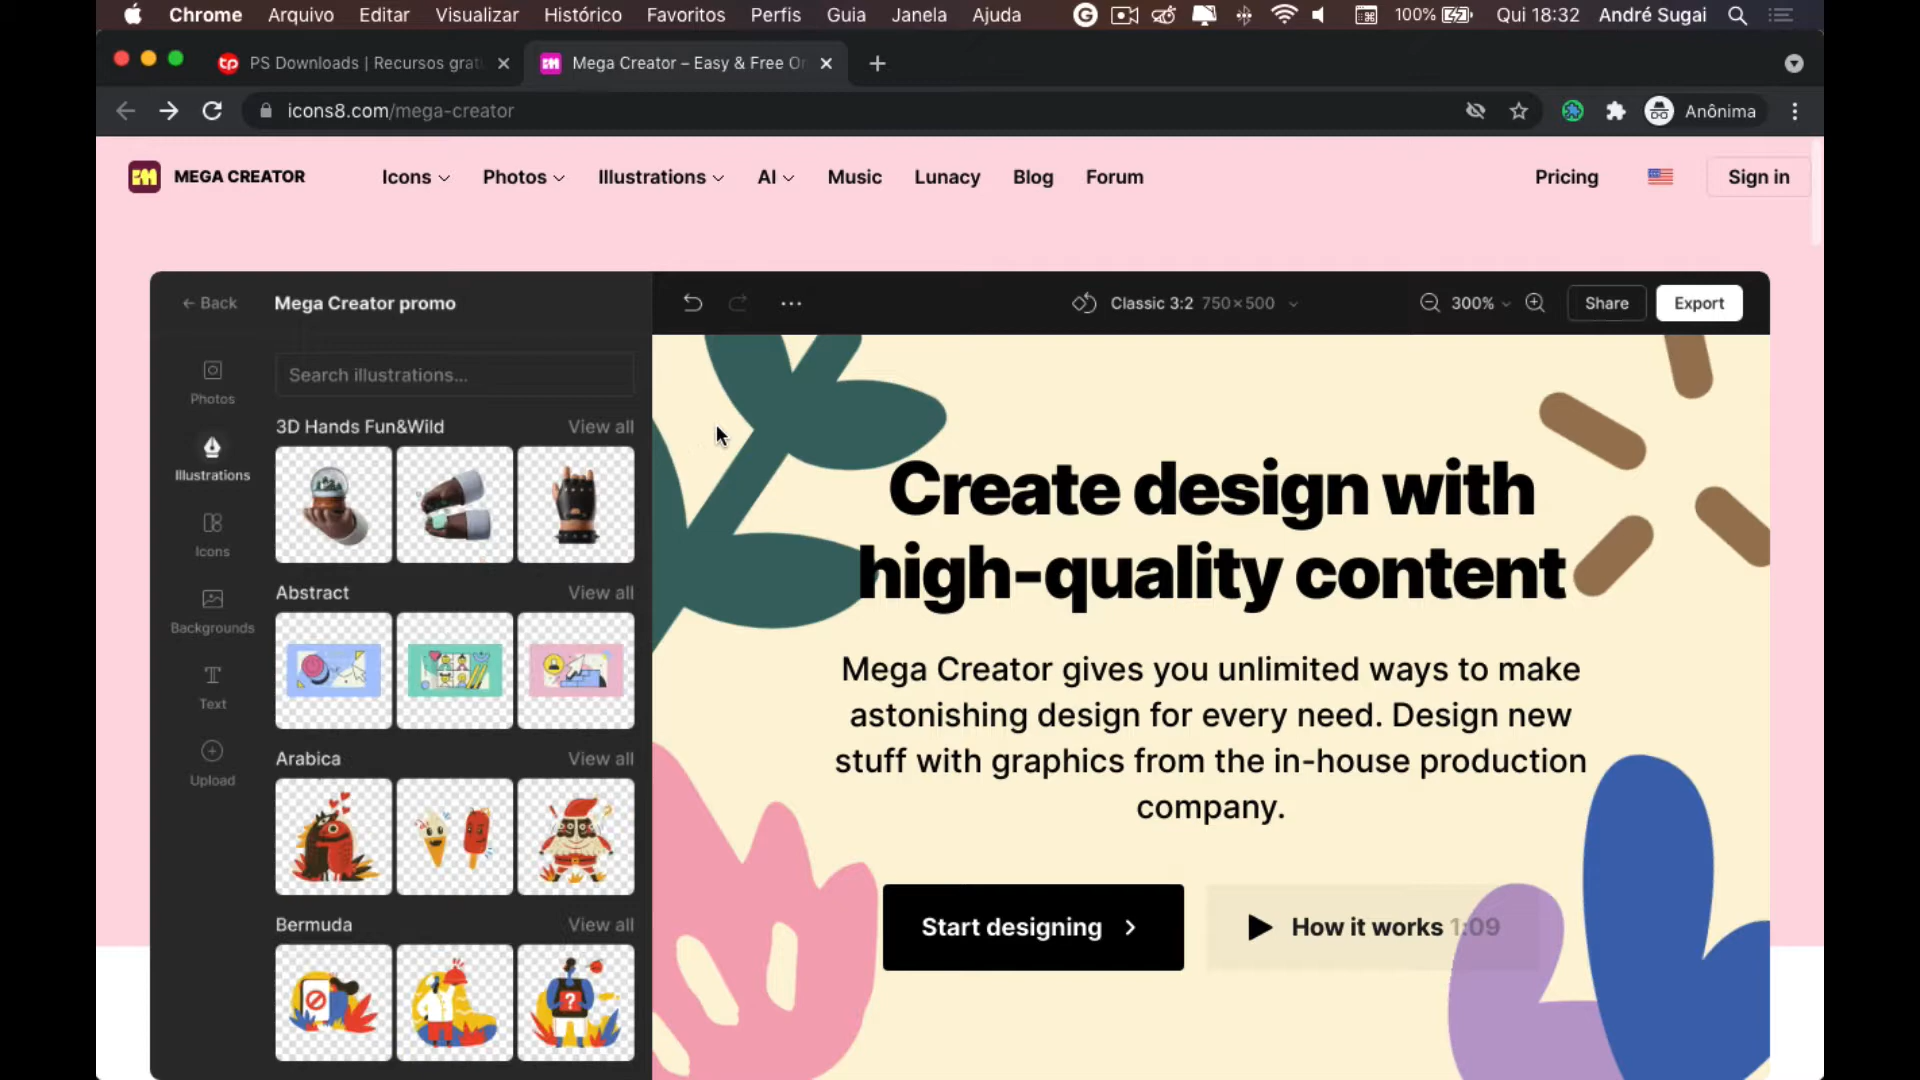 Chrome Arquivo Editar Visualizar Histórico Favoritos Perfis Guia Janela Ajuda 100% Qui 18:32 André Sugai
PS Downloads | Recursos grat
Mega Creator – Easy & Free On
icons8.com/mega-creator
Anônima
MEGA CREATOR
Icons Photos Illustrations AI Music Lunacy Blog Forum Pricing Sign in
← Back
Mega Creator promo
Classic 3:2 750×500
300%
Share
Export
Photos
Illustrations
Icons
Backgrounds
Text
Upload
Search illustrations...
3D Hands Fun&Wild View all
Abstract View all
Arabica View all
Bermuda View all
Create design with
high-quality content
Mega Creator gives you unlimited ways to make
astonishing design for every need. Design new
stuff with graphics from the in-house production
company.
Start designing
How it works 1:09